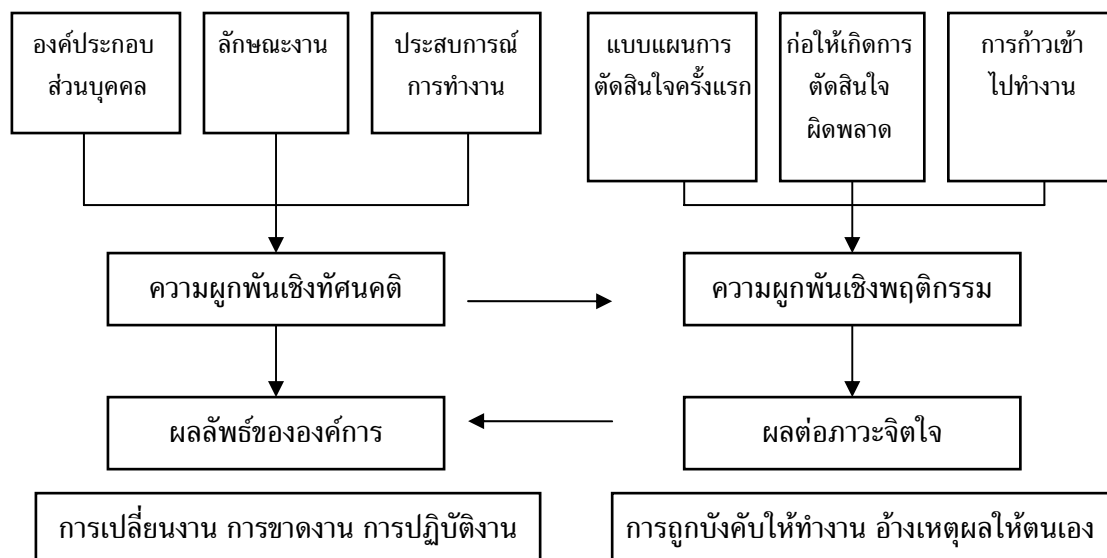 องค์ประกอบ
ส่วนบุคคล
ลักษณะงาน
ประสบการณ์
การทำงาน
แบบแผนการ
ตัดสินใจครั้งแรก
ก่อให้เกิดการ
ตัดสินใจ
ผิดพลาด
การก้าวเข้า
ไปทำงาน
ความผูกพันเชิงทัศนคติ
ความผูกพันเชิงพฤติกรรม
ผลลัพธ์ขององค์การ
ผลต่อภาวะจิตใจ
การเปลี่ยนงาน การขาดงาน การปฏิบัติงาน
การถูกบังคับให้ทำงาน อ้างเหตุผลให้ตนเอง